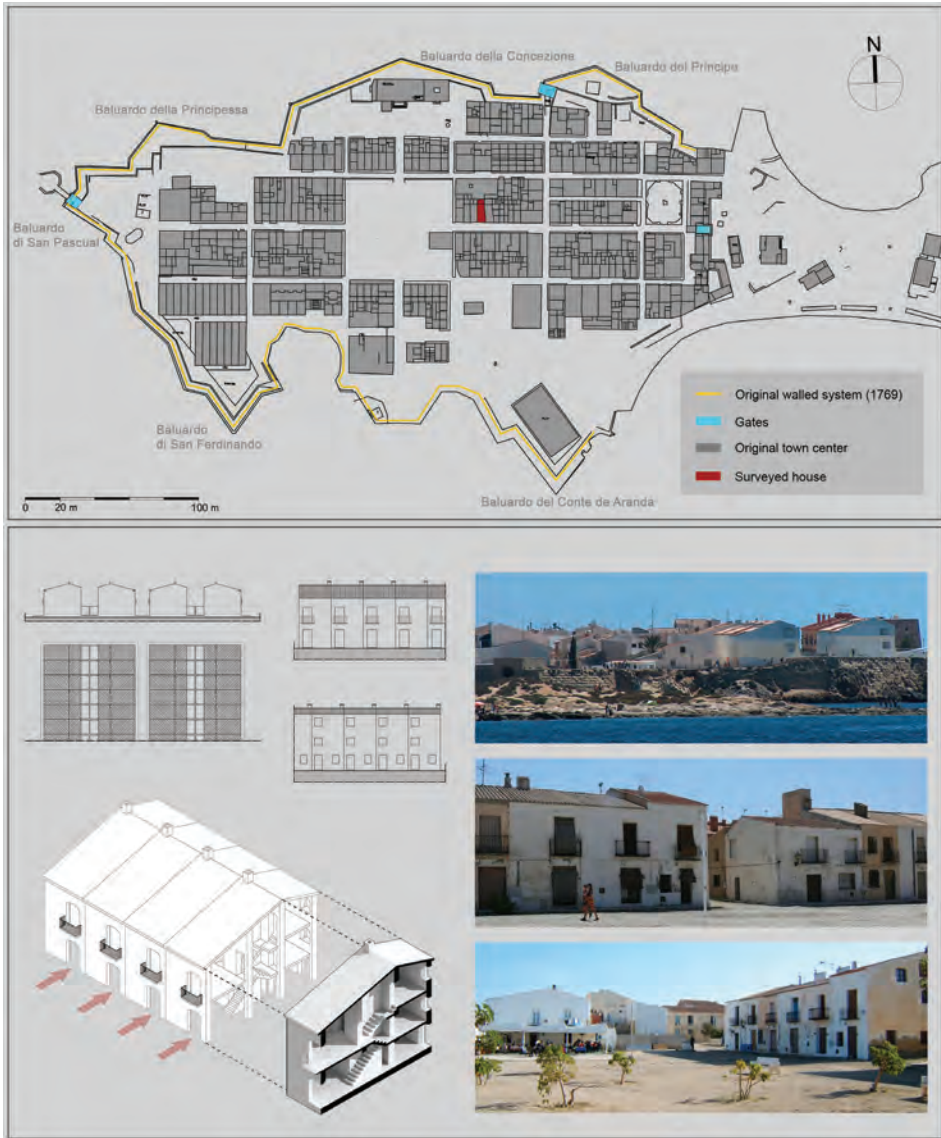 Baluardo della Concezione
Baluardo del Principe
N
Baluardo della Principessa
Baluardo
di San Pascual
Baluardo
di San Ferdinando
Baluardo del Conte de Aranda
Original walled system (1769)
Gates
Original town center
Surveyed house
0 20 m 100 m